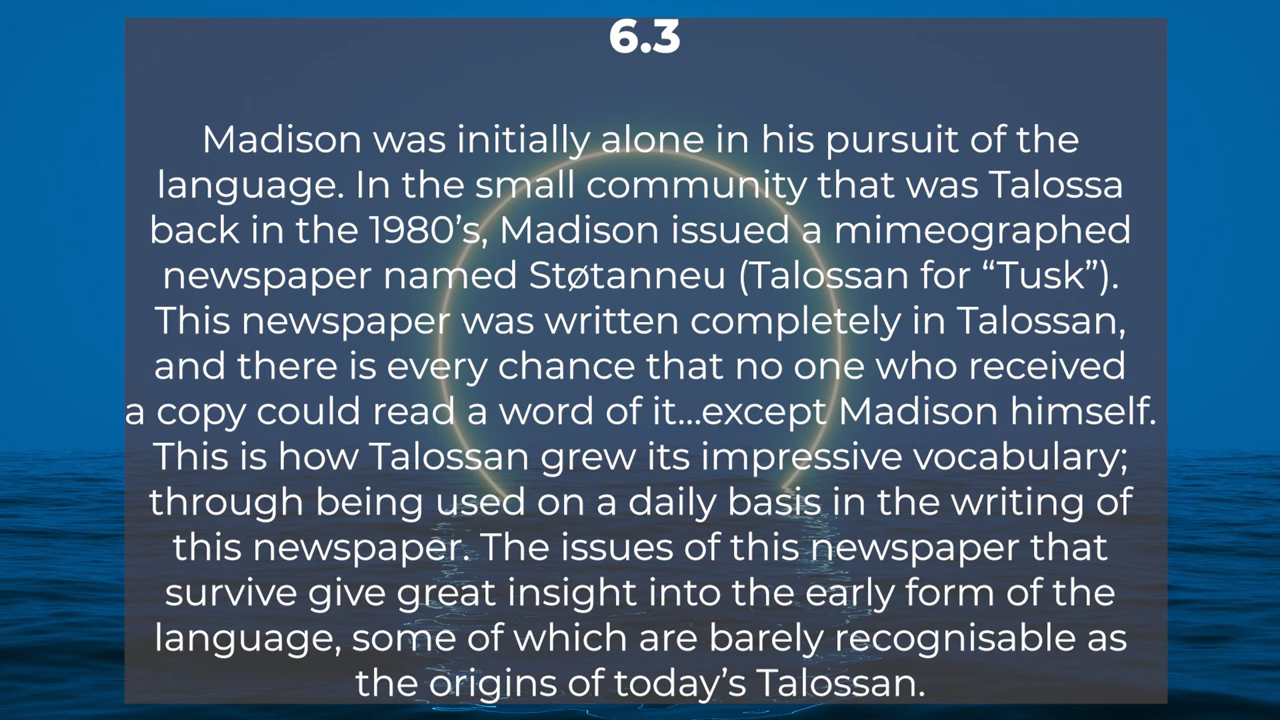 6.3
Madison was initially alone in his pursuit of the
language. In the small community that was Talossa
back in the 1980’s, Madison issued a mimeographed
newspaper named Støtanneu (Talossan for “Tusk”).
This newspaper was written completely in Talossan,
and there is every chance that no one who received
a copy could read a word of it...except Madison himself.
This is how Talossan grew its impressive vocabulary;
through being used on a daily basis in the writing of
this newspaper. The issues of this newspaper that
survive give great insight into the early form of the
language, some of which are barely recognisable as
the origins of today’s Talossan.